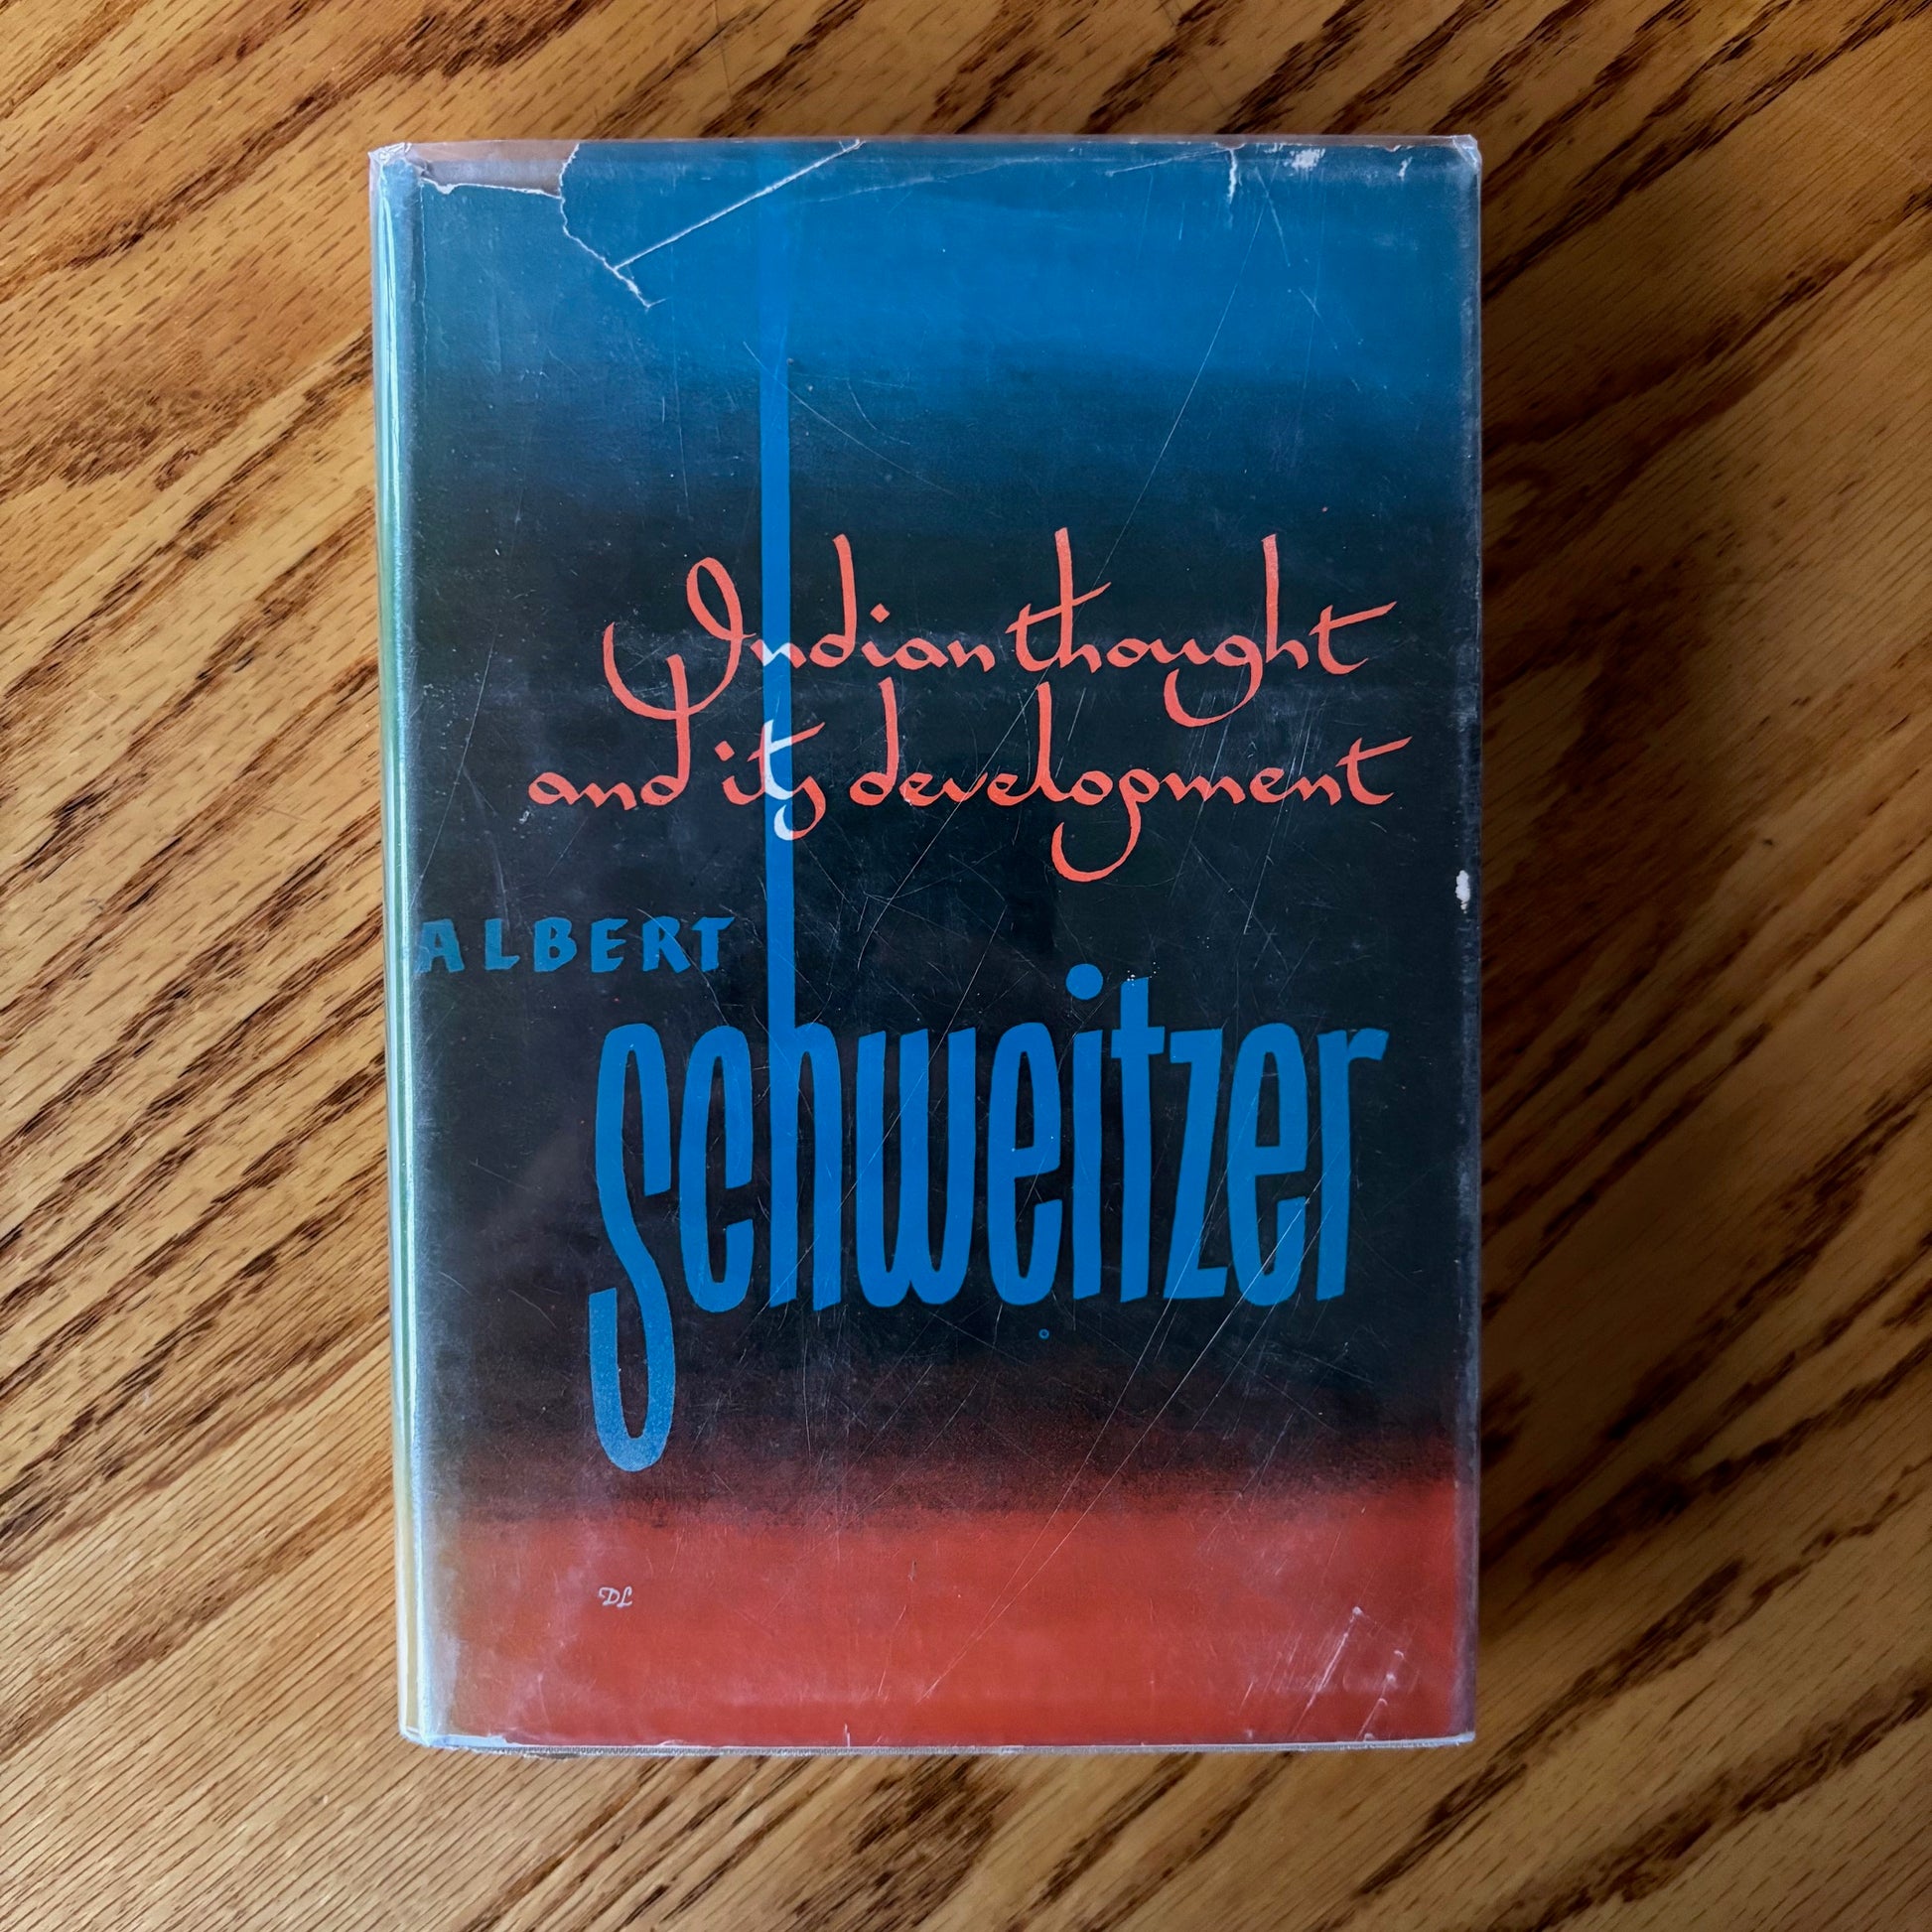 Indian thought
and its development
ALBERT
Schweitzer
DL